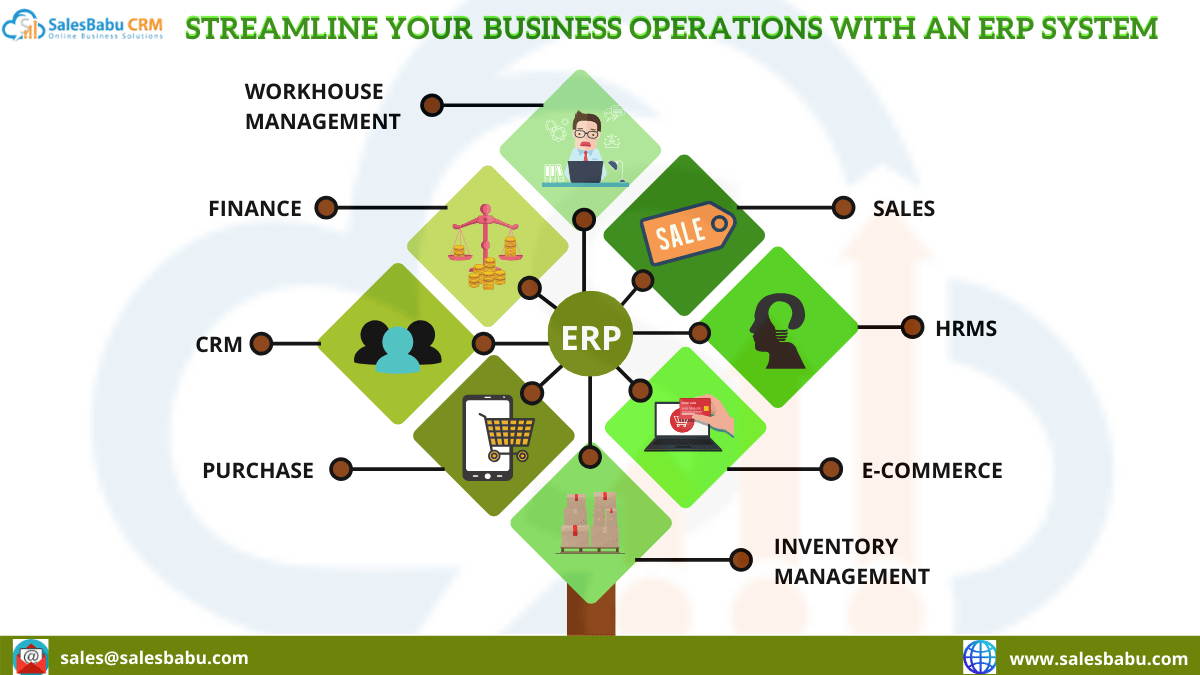 SalesBabu CRM
Online Business Solutions
STREAMLINE YOUR BUSINESS OPERATIONS WITH AN ERP SYSTEM
WORKHOUSE
MANAGEMENT
FINANCE
SALES
SALE
ERP
CRM
HRMS
PURCHASE
E-COMMERCE
INVENTORY
MANAGEMENT
@
sales@salesbabu.com
www.salesbabu.com